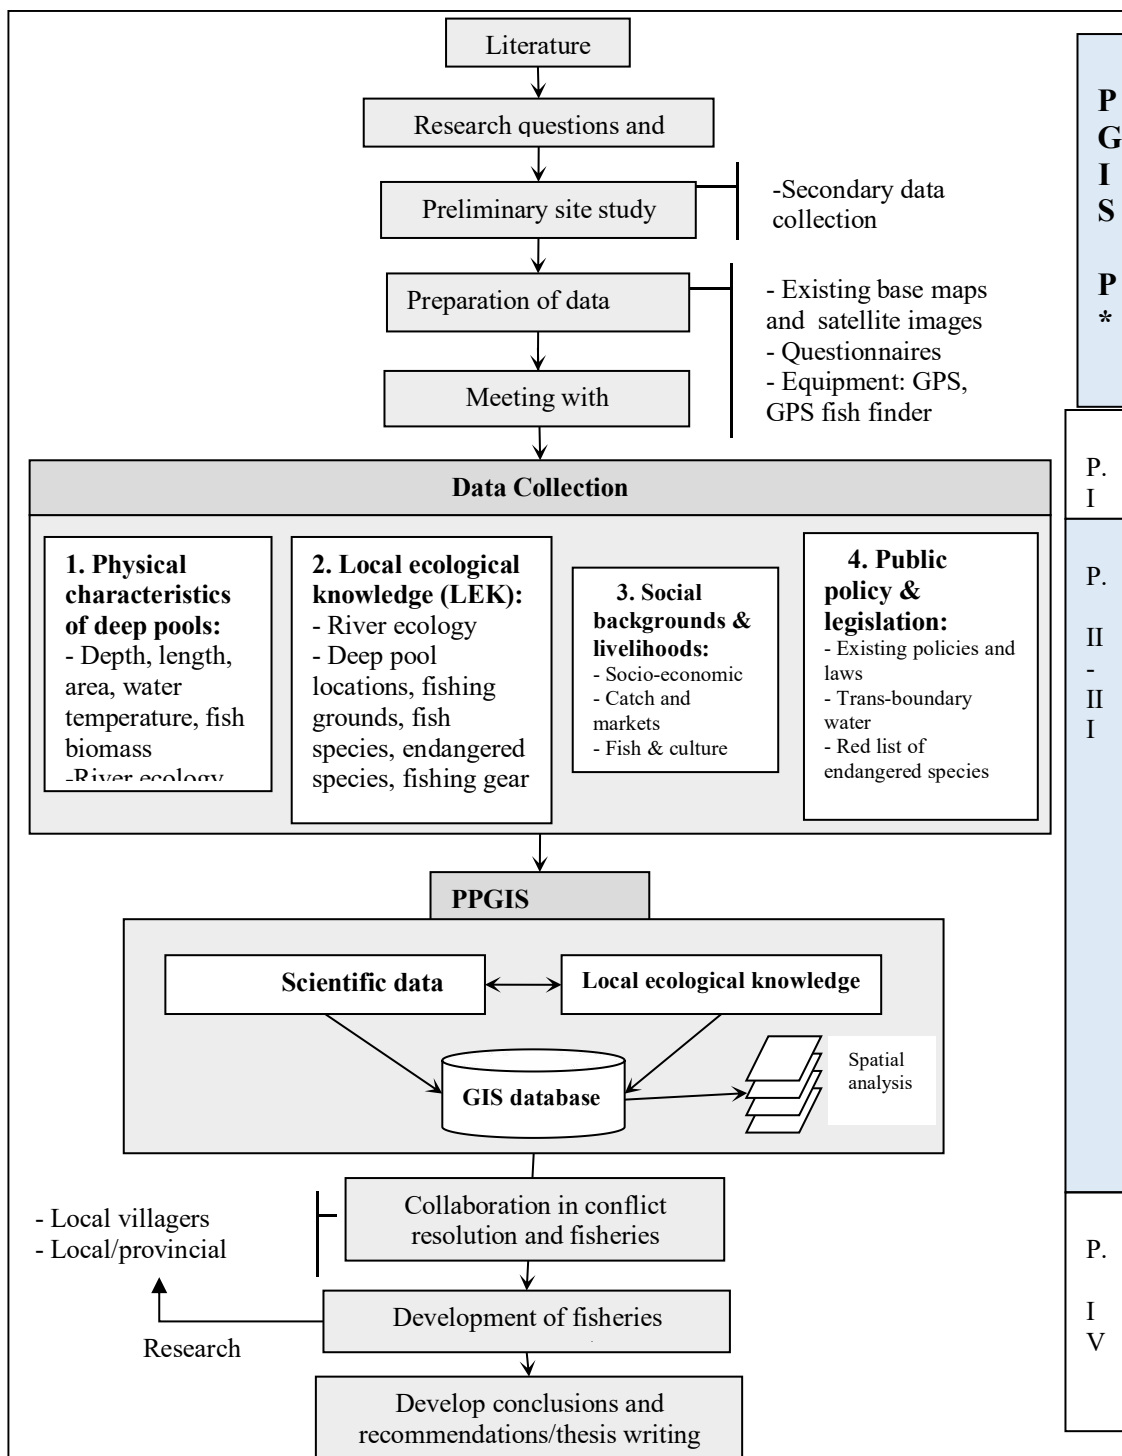 Literature
Research questions and
Preliminary site study
-Secondary data
collection
Preparation of data
- Existing base maps
and satellite images
- Questionnaires
- Equipment: GPS,
GPS fish finder
Meeting with
Data Collection
1. Physical
characteristics
of deep pools:
- Depth, length,
area, water
temperature, fish
biomass
-River ecology
2. Local ecological
knowledge (LEK):
- River ecology
- Deep pool
locations, fishing
grounds, fish
species, endangered
species, fishing gear
3. Social
backgrounds &
livelihoods:
- Socio-economic
- Catch and
markets
- Fish & culture
4. Public
policy &
legislation:
- Existing policies and
laws
- Trans-boundary
water
- Red list of
endangered species
PPGIS
Scientific data
Local ecological knowledge
GIS database
Spatial
analysis
Collaboration in conflict
resolution and fisheries
- Local villagers
- Local/provincial
Development of fisheries
Research
Develop conclusions and
recommendations/thesis writing
P
G
I
S
P
*
P.
I
P.
II
-
II
I
P.
I
V